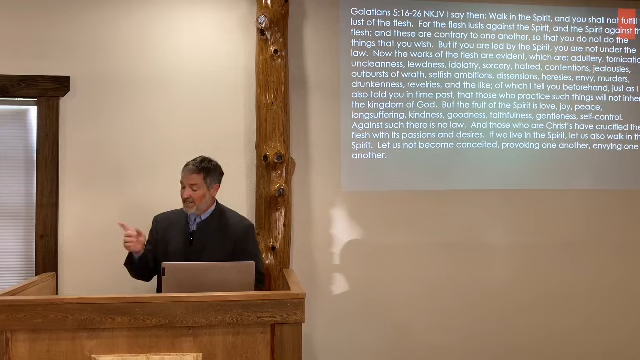 Galatians 5:16-26 NKJV I say then: Walk in the Spirit, and you shall not fulfill
lust of the flesh. For the flesh lusts against the Spirit, and the Spirit against th
flesh; and these are contrary to one another, so that you do not do the
things that you wish. But if you are led by the Spirit, you are not under the
law. Now the works of the flesh are evident, which are: adultery, fornicatio
uncleanness, lewdness, idolatry, sorcery, hatred, contentions, jealousies,
outbursts of wrath, selfish ambitions, dissensions, heresies, envy, murders,
drunkenness, revelries, and the like; of which I tell you beforehand, just as I
also told you in time past, that those who practice such things will not inher
the kingdom of God. But the fruit of the Spirit is love, joy, peace,
longsuffering, kindness, goodness, faithfulness, gentleness, self-control.
Against such there is no law. And those who are Christ's have crucified the
flesh with its passions and desires. If we live in the Spirit, let us also walk in th
Spirit. Let us not become conceited, provoking one another, envying one
another.